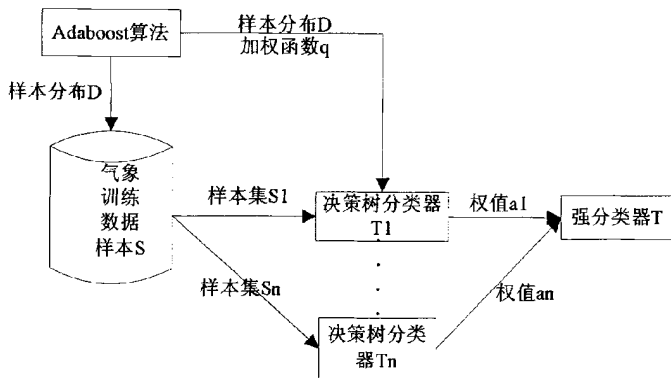 Adaboost算法
样本分布D
加权函数q
样本分布D
气象
训练
数据
样本S
样本集S1
决策树分类器
T1
权值a1
强分类器T
样本集Sn
权值an
决策树分类
器Tn